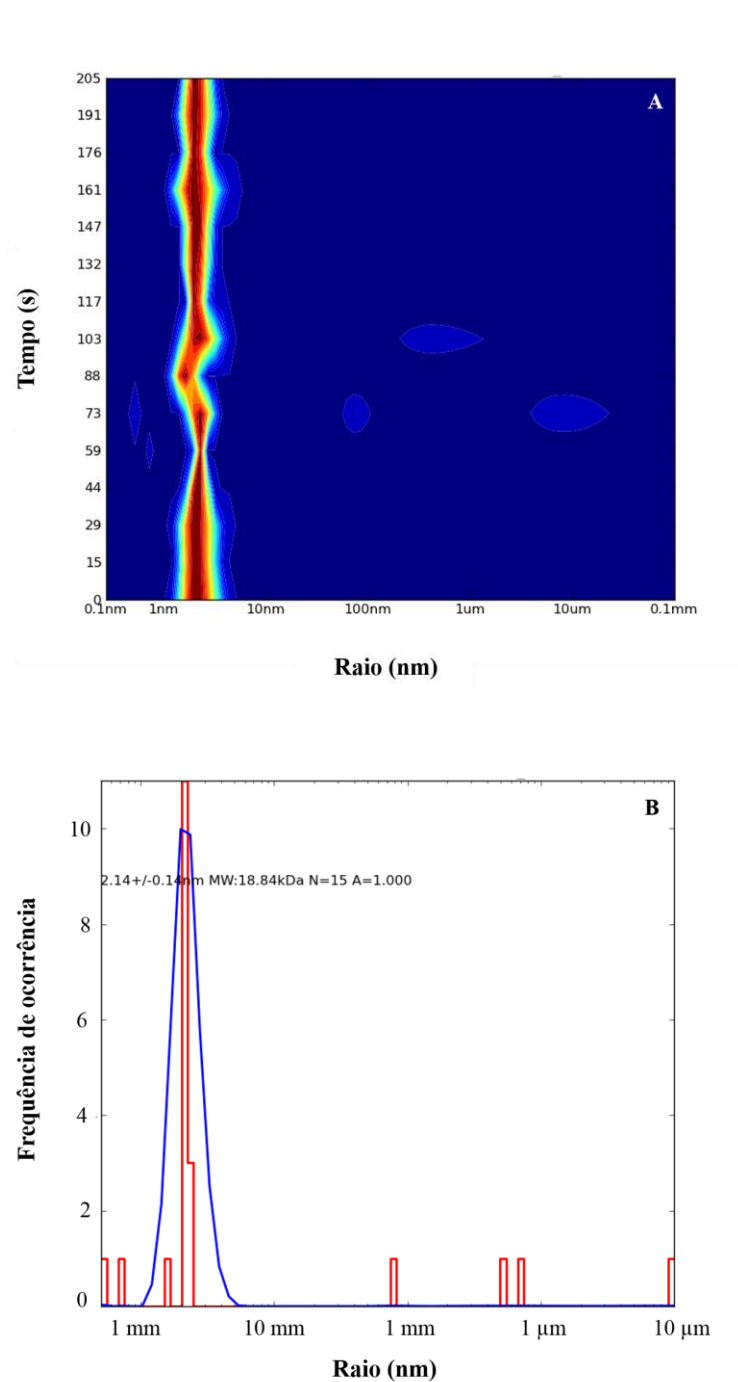 A
205
191
176
161
147
132
117
103
88
73
59
44
29
15
0
Tempo (s)
0.1nm 1nm 10nm 100nm 1um 10um 0.1mm
Raio (nm)
B
10
8
6
4
2
0
2.14+/-0.14nm MW:18.84kDa N=15 A=1.000
Frequência de ocorrência
1 mm 10 mm 1 mm 1 µm 10 µm
Raio (nm)